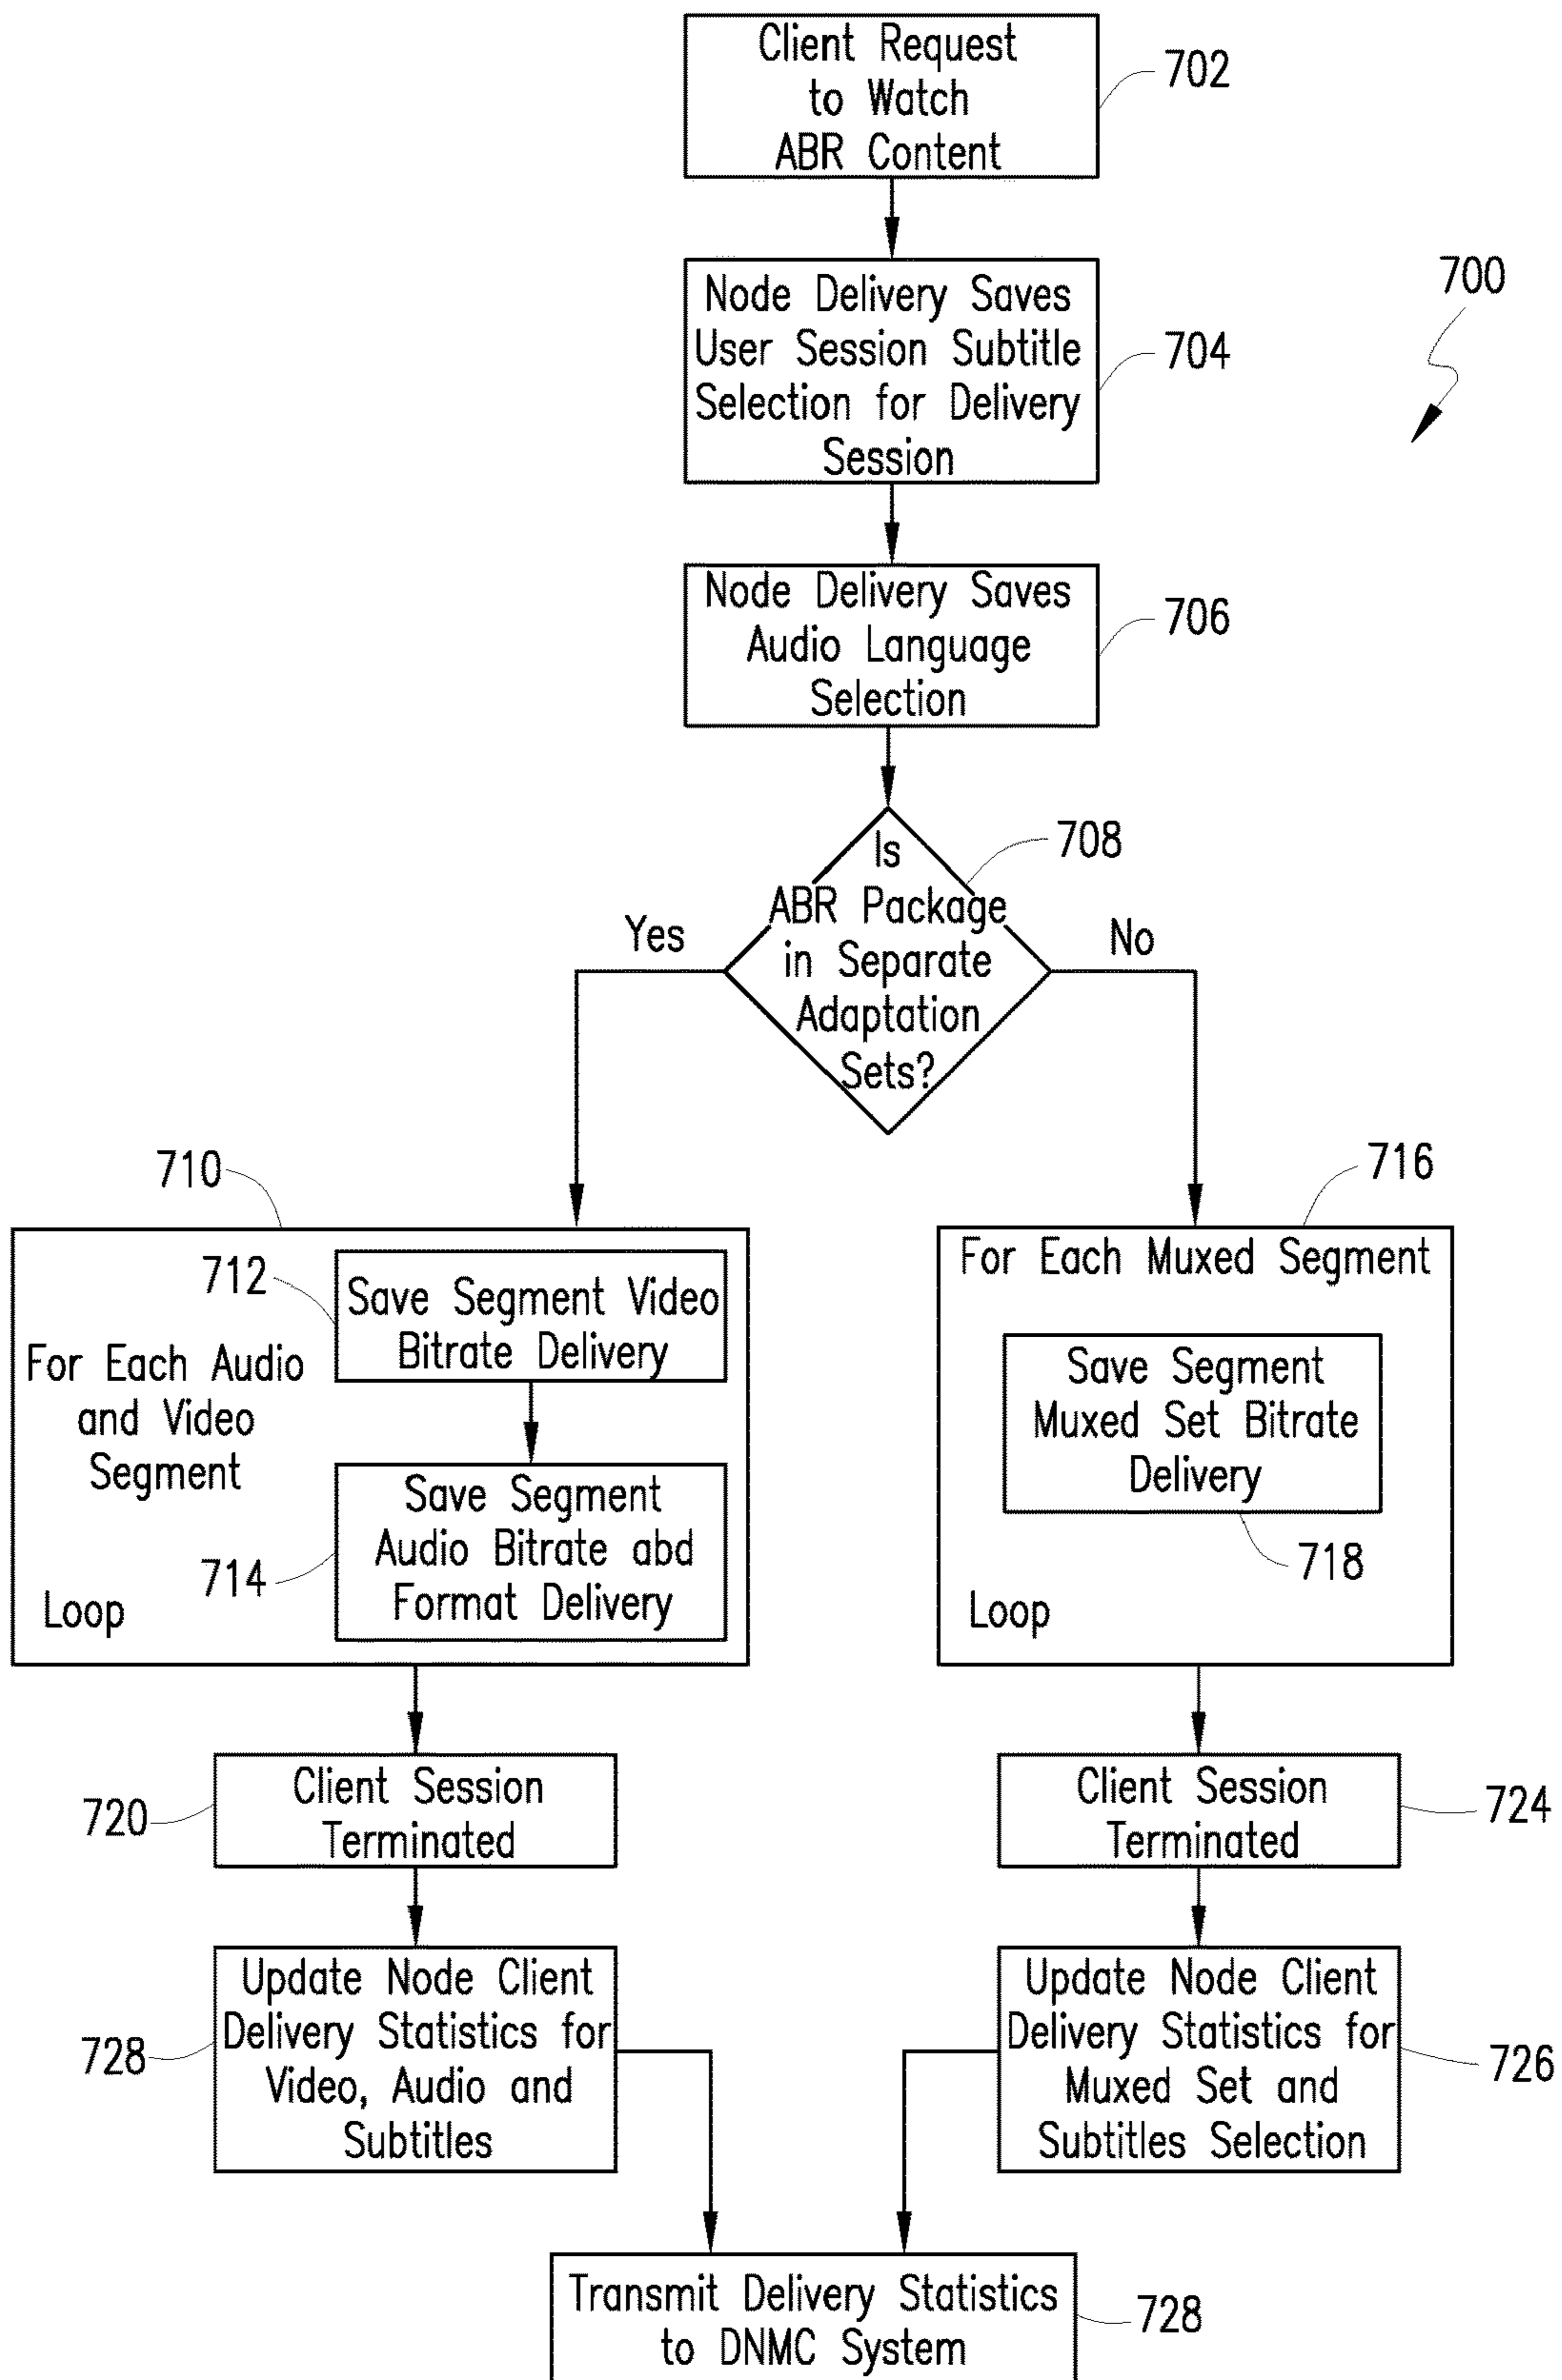 Client Request
to Watch
ABR Content
702
Node Delivery Saves
User Session Subtitle
Selection for Delivery
Session
704
700
Node Delivery Saves
Audio Language
Selection
706
Is
ABR Package
in Separate
Adaptation
Sets?
708
Yes
No
710
For Each Audio
and Video
Segment
Loop
712
Save Segment Video
Bitrate Delivery
714
Save Segment
Audio Bitrate abd
Format Delivery
716
For Each Muxed Segment
Save Segment
Muxed Set Bitrate
Delivery
718
Loop
720
Client Session
Terminated
Client Session
Terminated
724
728
Update Node Client
Delivery Statistics for
Video, Audio and
Subtitles
Update Node Client
Delivery Statistics for
Muxed Set and
Subtitles Selection
726
Transmit Delivery Statistics
to DNMC System
728